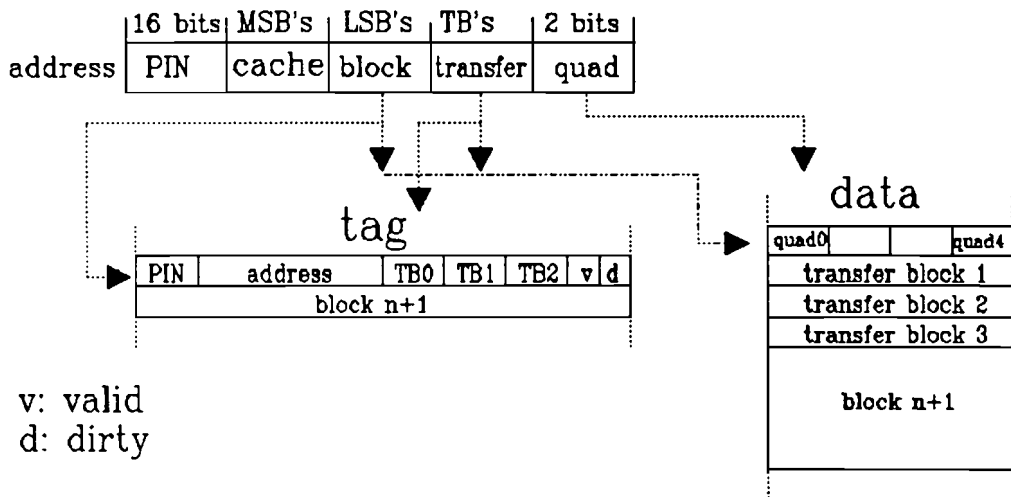 16 bits MSB's LSB's TB's 2 bits
address PIN cache block transfer quad
data
tag
quad0 quad4
PIN address TB0 TB1 TB2 v d
transfer block 1
block n+1
transfer block 2
transfer block 3
v: valid
block n+1
d: dirty